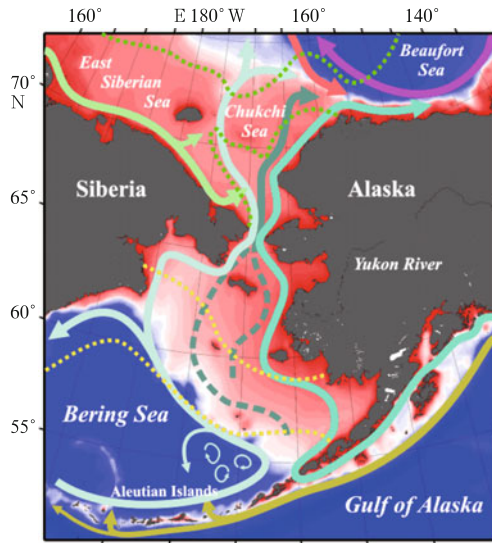 160° E 180° W 160° 140°
70°
N
East
Siberian
Sea
Chukchi
Sea
Beaufort
Sea
65°
Siberia
Alaska
Yukon River
60°
55°
Bering Sea
Aleutian Islands
Gulf of Alaska